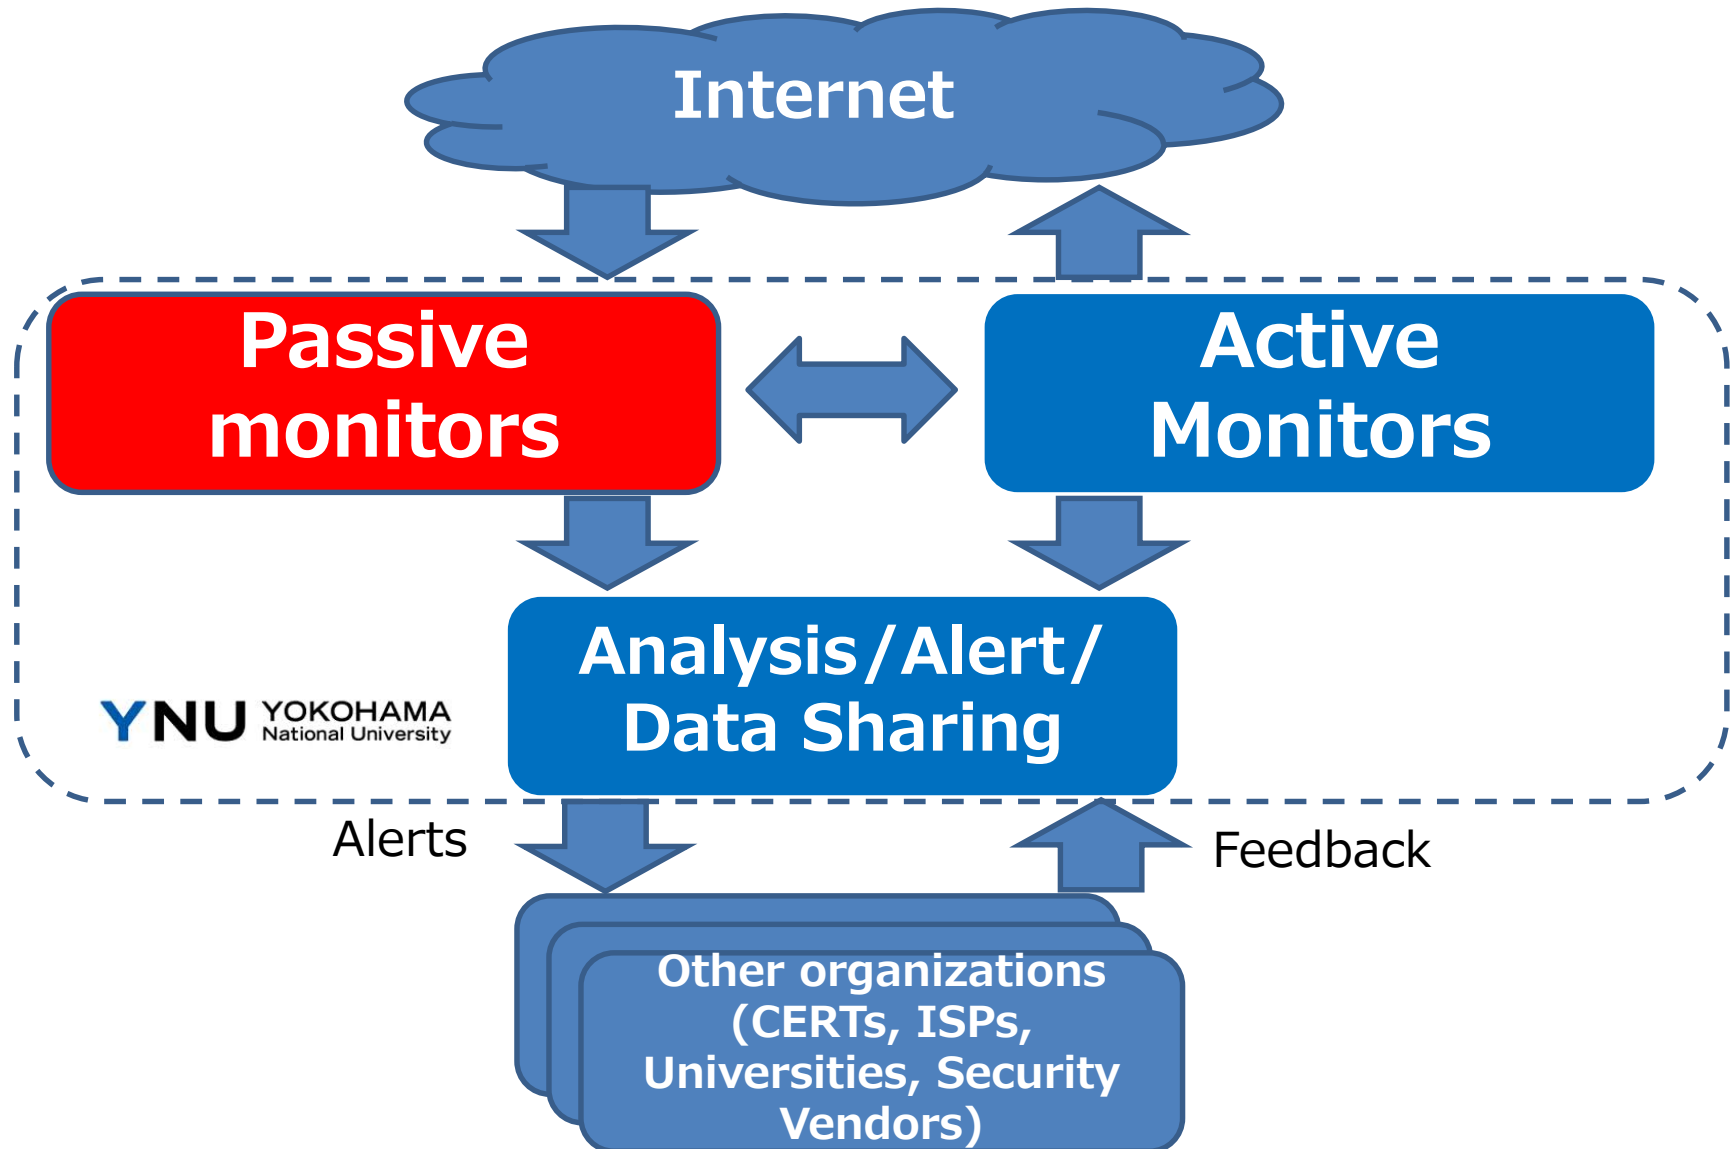 Internet
Passive
monitors
Active
Monitors
Analysis/Alert/
Data Sharing
YNU YOKOHAMA
National University
Alerts
Feedback
Other organizations
(CERTs, ISPs,
Universities, Security
Vendors)